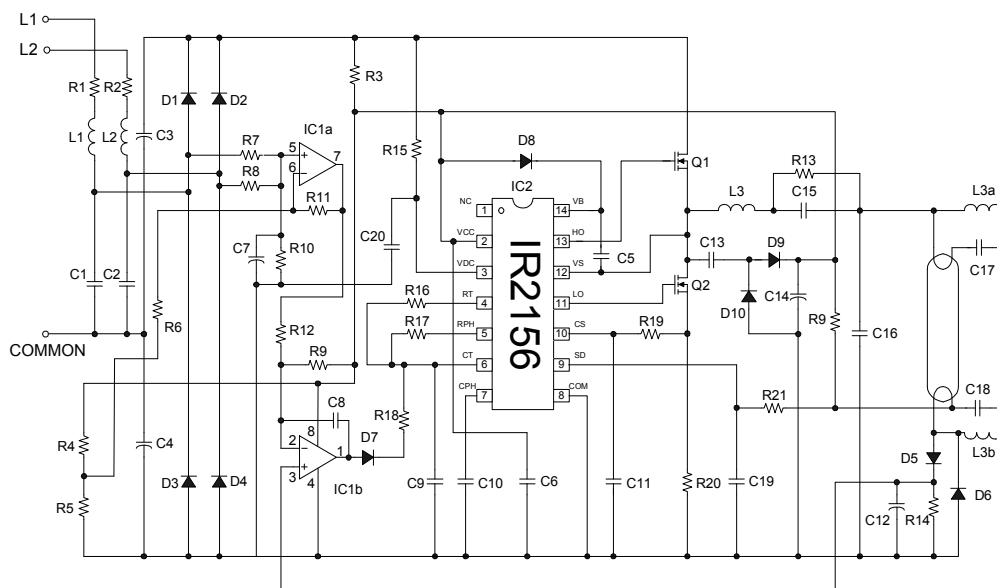 L1
L2
R1
R2
R3
D1
D2
L1
L2
C3
IC1a
R7
5
7
R15
D8
Q1
R13
6
R8
IC2
L3
C15
L3a
R11
NC
1
14
VB
VCC
2
13
HO
C7
R10
C20
C5
C13
D9
C17
VDC
3
12
VS
C1
C2
IR2156
Q2
R16
RT
4
11
LO
D10
C14
R6
R17
RPH
5
10
CS
R19
R9
C16
COMMON
R12
R9
CT
6
9
SD
CPH
7
8
COM
R21
C18
C8
R18
R4
C4
2
8
1
D7
L3b
3
4
IC1b
D5
R5
D3
D4
C9
C10
C6
C11
R20
C19
C12
R14
D6